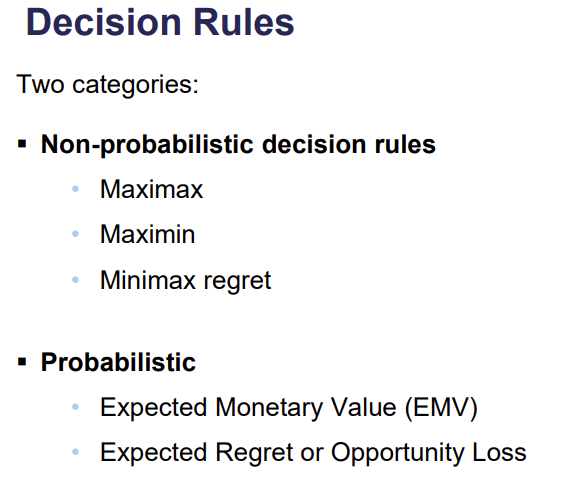 Decision Rules
Two categories:
▪ Non-probabilistic decision rules
• Maximax
• Maximin
• Minimax regret
▪ Probabilistic
• Expected Monetary Value (EMV)
• Expected Regret or Opportunity Loss